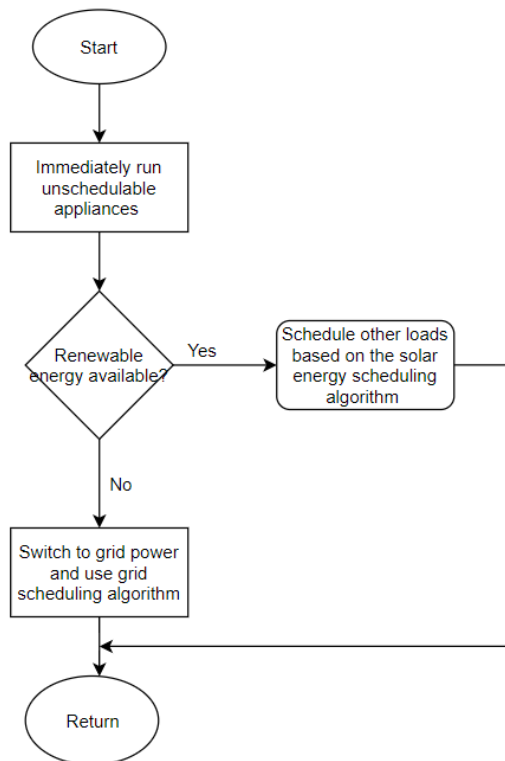 Start
Immediately run
unschedulable
appliances
Renewable
energy available?
Yes
Schedule other loads
based on the solar
energy scheduling
algorithm
No
Switch to grid power
and use grid
scheduling algorithm
Return